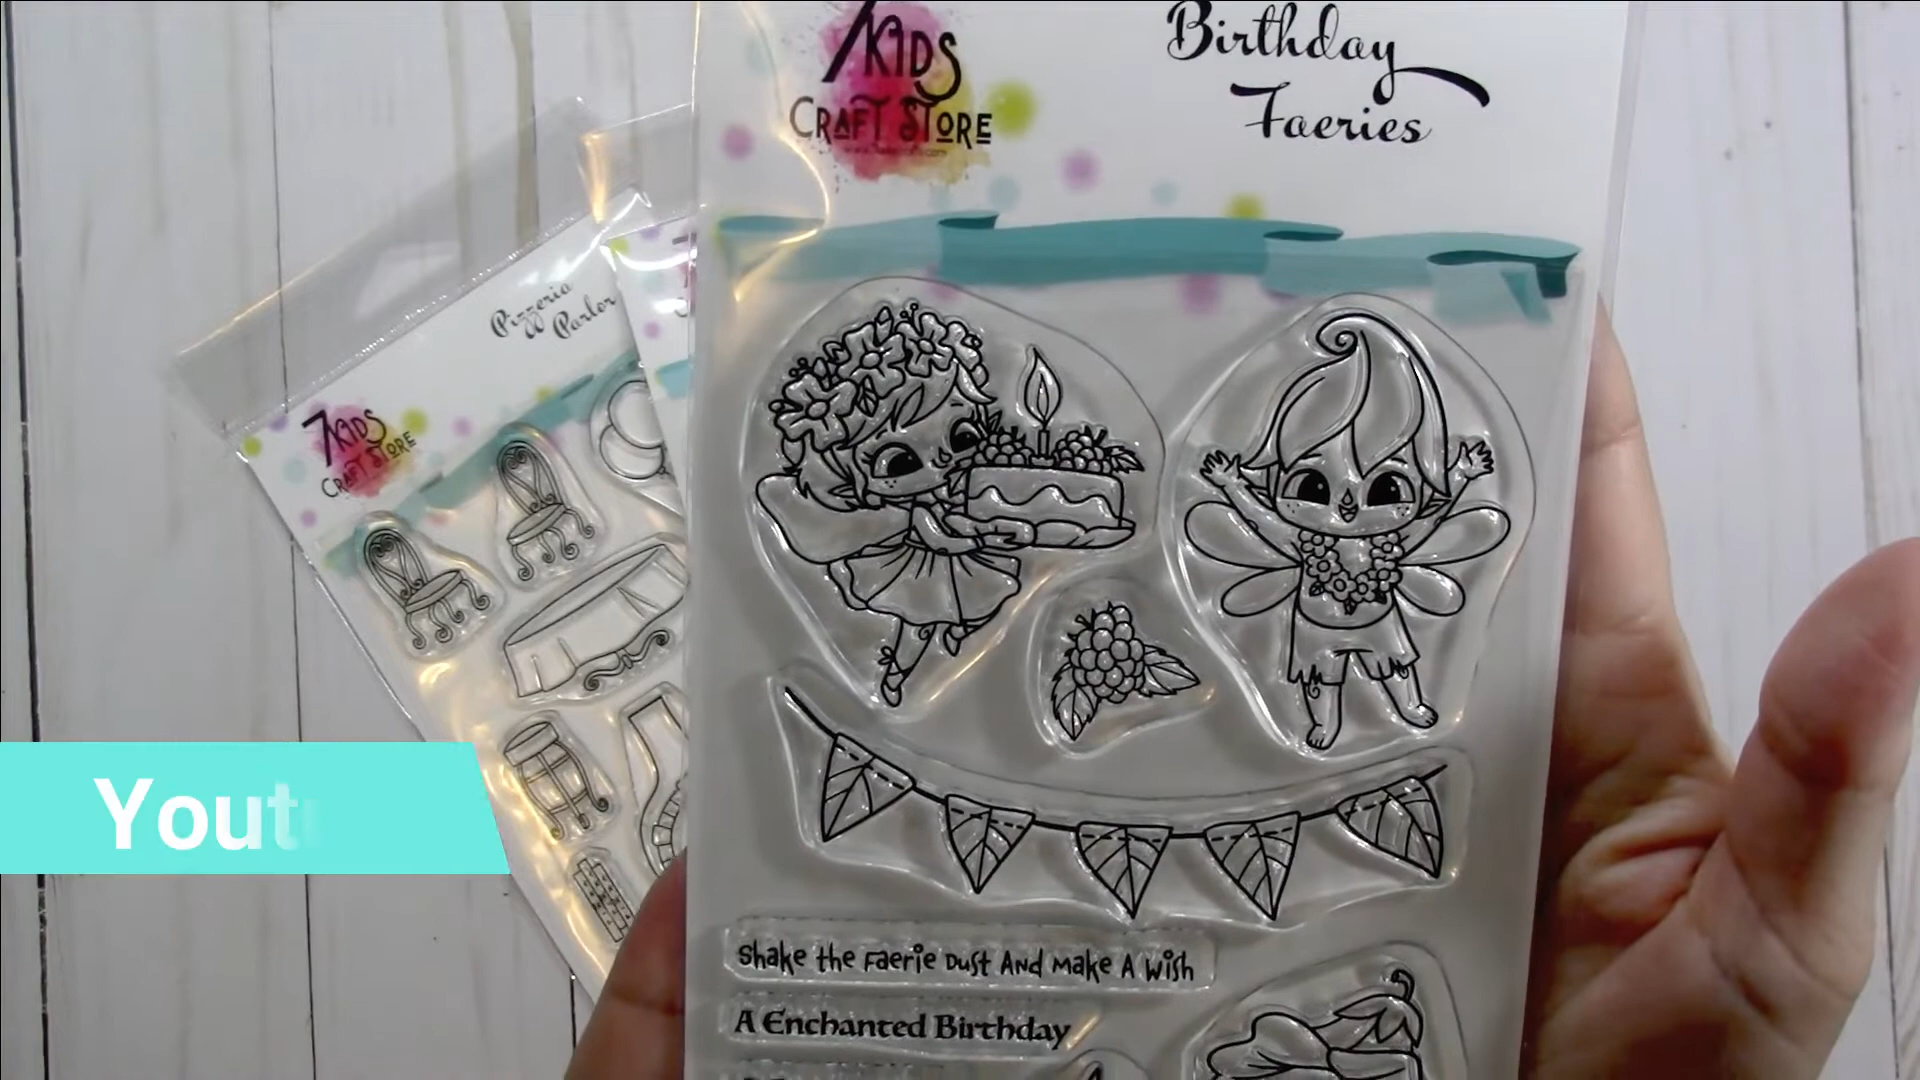 7KIDS
CRAFT STORE
Birthday
Faeries
Pizzeria
Parlor
7KIDS
CRAFT STORE
Yout
Shake the Faerie Dust And Make A Wish
A Enchanted Birthday